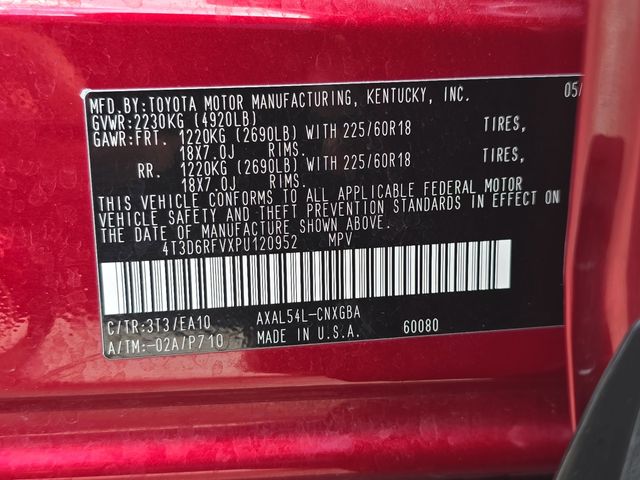 MFD.BY:TOYOTA MOTOR MANUFACTURING, KENTUCKY, INC. 05/
GVWR:2230KG (4920LB)
GAWR:FRT. 1220KG (2690LB) WITH 225/60R18 TIRES,
18X7.0J RIMS.
RR. 1220KG (2690LB) WITH 225/60R18 TIRES,
18X7.0J RIMS.
THIS VEHICLE CONFORMS TO ALL APPLICABLE FEDERAL MOTOR
VEHICLE SAFETY AND THEFT PREVENTION STANDARDS IN EFFECT ON
THE DATE OF MANUFACTURE SHOWN ABOVE.
4T3D6RFVXPU120952 MPV
C/TR:3T3/EA10 AXAL54L-CNXGBA
A/TM:-02A/P710 MADE IN U.S.A. 60080